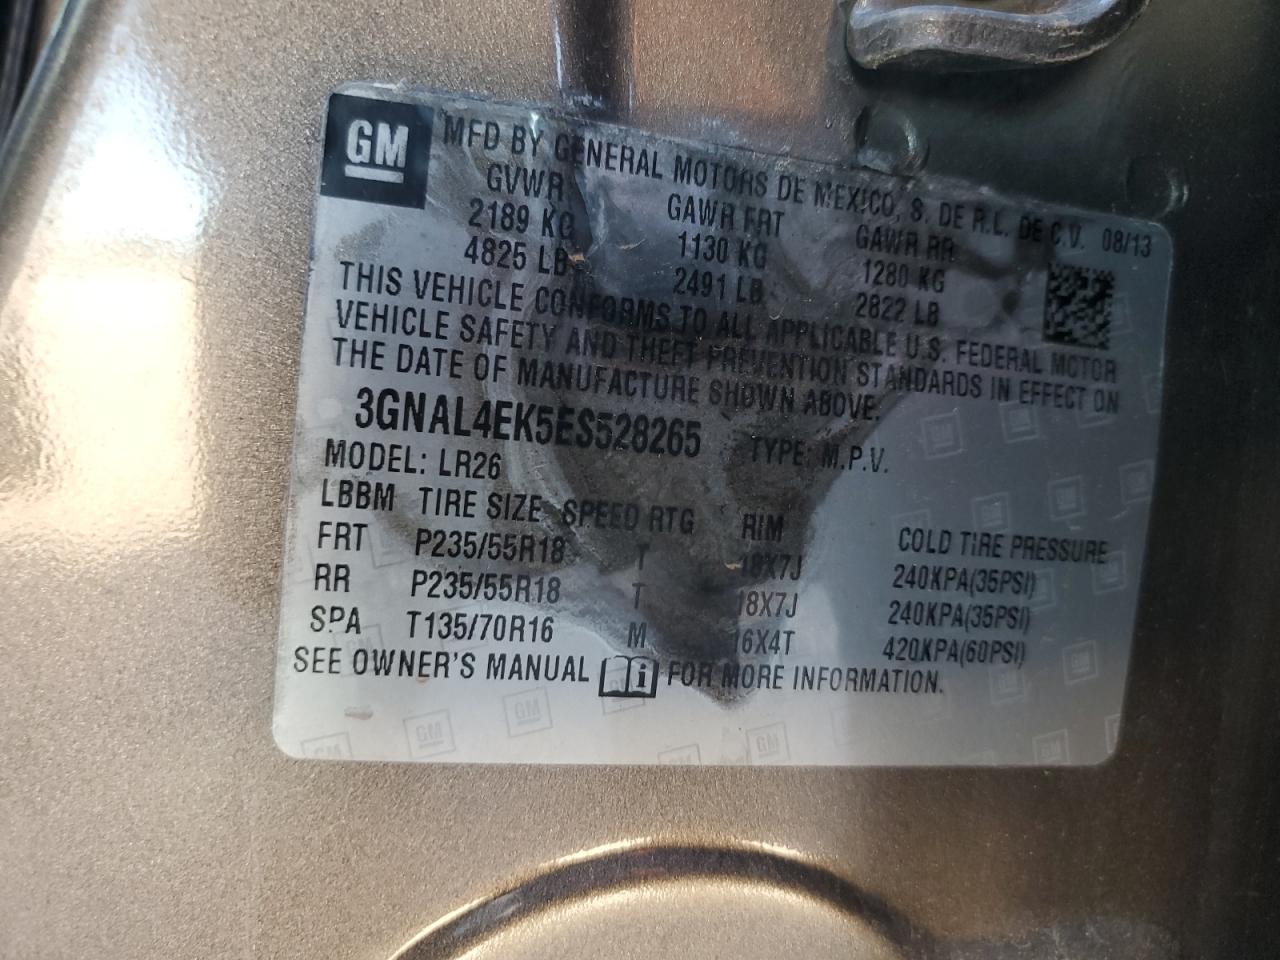 GM MFD BY GENERAL MOTORS DE MEXICO, S. DE R.L. DE C.V. 08/13
GVWR GAWR FRT GAWR RR
2189 KG 1130 KG 1280 KG
4825 LB 2491 LB 2822 LB
THIS VEHICLE CONFORMS TO ALL APPLICABLE U.S. FEDERAL MOTOR
VEHICLE SAFETY AND THEFT PREVENTION STANDARDS IN EFFECT ON
THE DATE OF MANUFACTURE SHOWN ABOVE.
3GNAL4EK5ES528265 TYPE: M.P.V.
MODEL: LR26
LBBM TIRE SIZE SPEED RTG RIM COLD TIRE PRESSURE
FRT P235/55R18 T 18X7J 240KPA(35PSI)
RR P235/55R18 T 18X7J 240KPA(35PSI)
SPA T135/70R16 M 16X4T 420KPA(60PSI)
SEE OWNER'S MANUAL i FOR MORE INFORMATION.